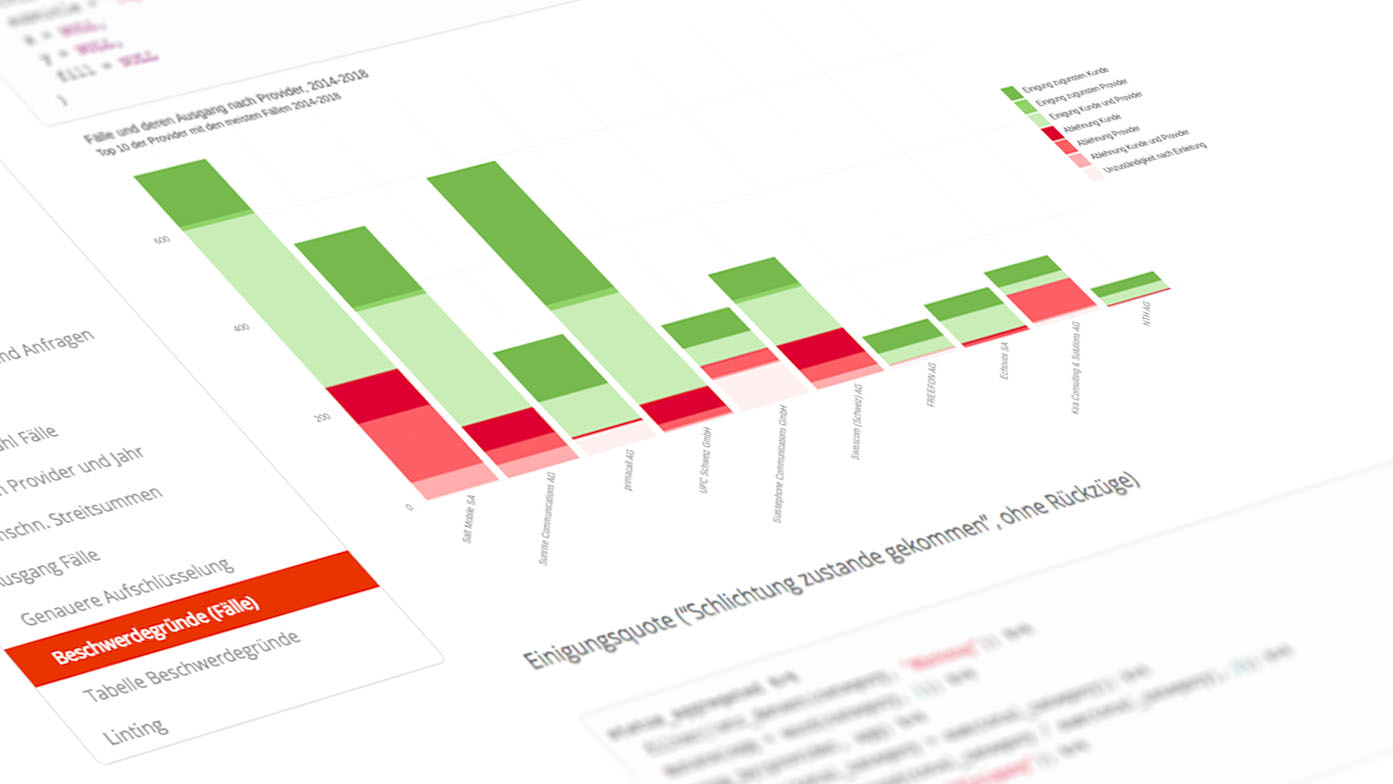 x = NULL,
y = NULL,
fill = NULL
)
Fälle und deren Ausgang nach Provider, 2014-2018
Top 10 der Provider mit den meisten Fällen 2014-2018
600
400
200
0
Salt Mobile SA
Sunrise Communications AG
primacall AG
UPC Schweiz GmbH
Suissephone Communications GmbH
Swisscom (Schweiz) AG
FREEFON AG
Echovox SA
Kira Consulting & Solutions AG
NTH AG
Einigung zugunsten Kunde
Einigung zugunsten Provider
Einigung Kunde und Provider
Ablehnung Kunde
Ablehnung Provider
Ablehnung Kunde und Provider
Unzuständigkeit nach Einleitung
nd Anfragen
hl Fälle
h Provider und Jahr
nschn. Streitsummen
usgang Fälle
Genauere Aufschlüsselung
Beschwerdegründe (Fälle)
Tabelle Beschwerdegründe
Linting
Einigungsquote (“Schlichtung zustande gekommen”, ohne Rückzüge)